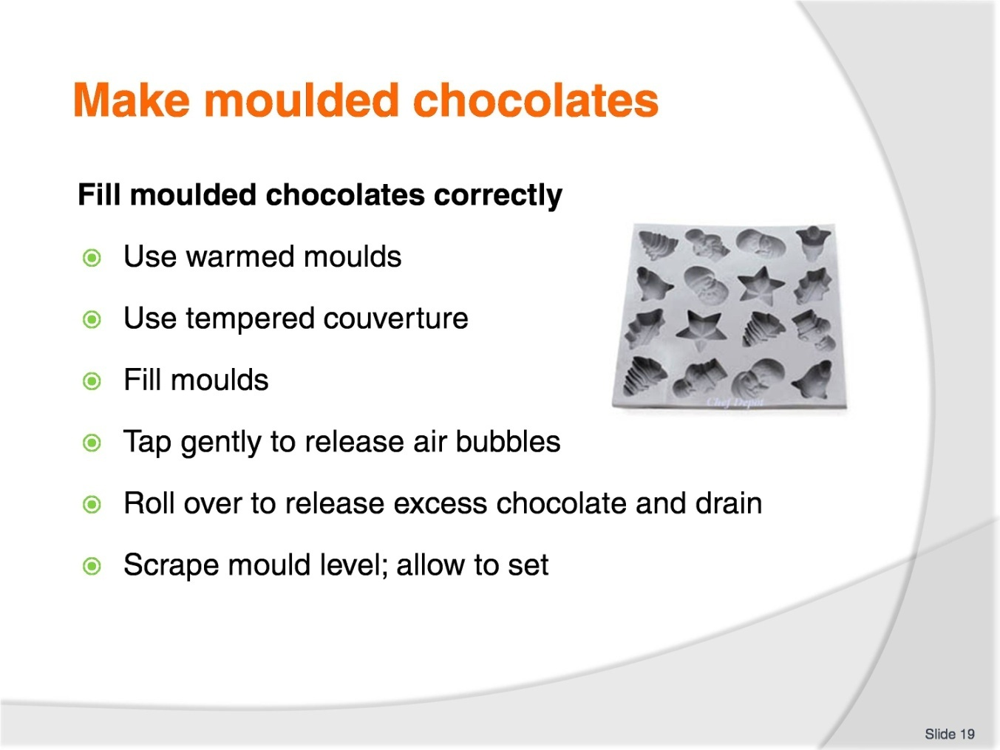 Make moulded chocolates
Fill moulded chocolates correctly
Use warmed moulds
Use tempered couverture
Fill moulds
Chef Depot
Tap gently to release air bubbles
Roll over to release excess chocolate and drain
Scrape mould level; allow to set
Slide 19